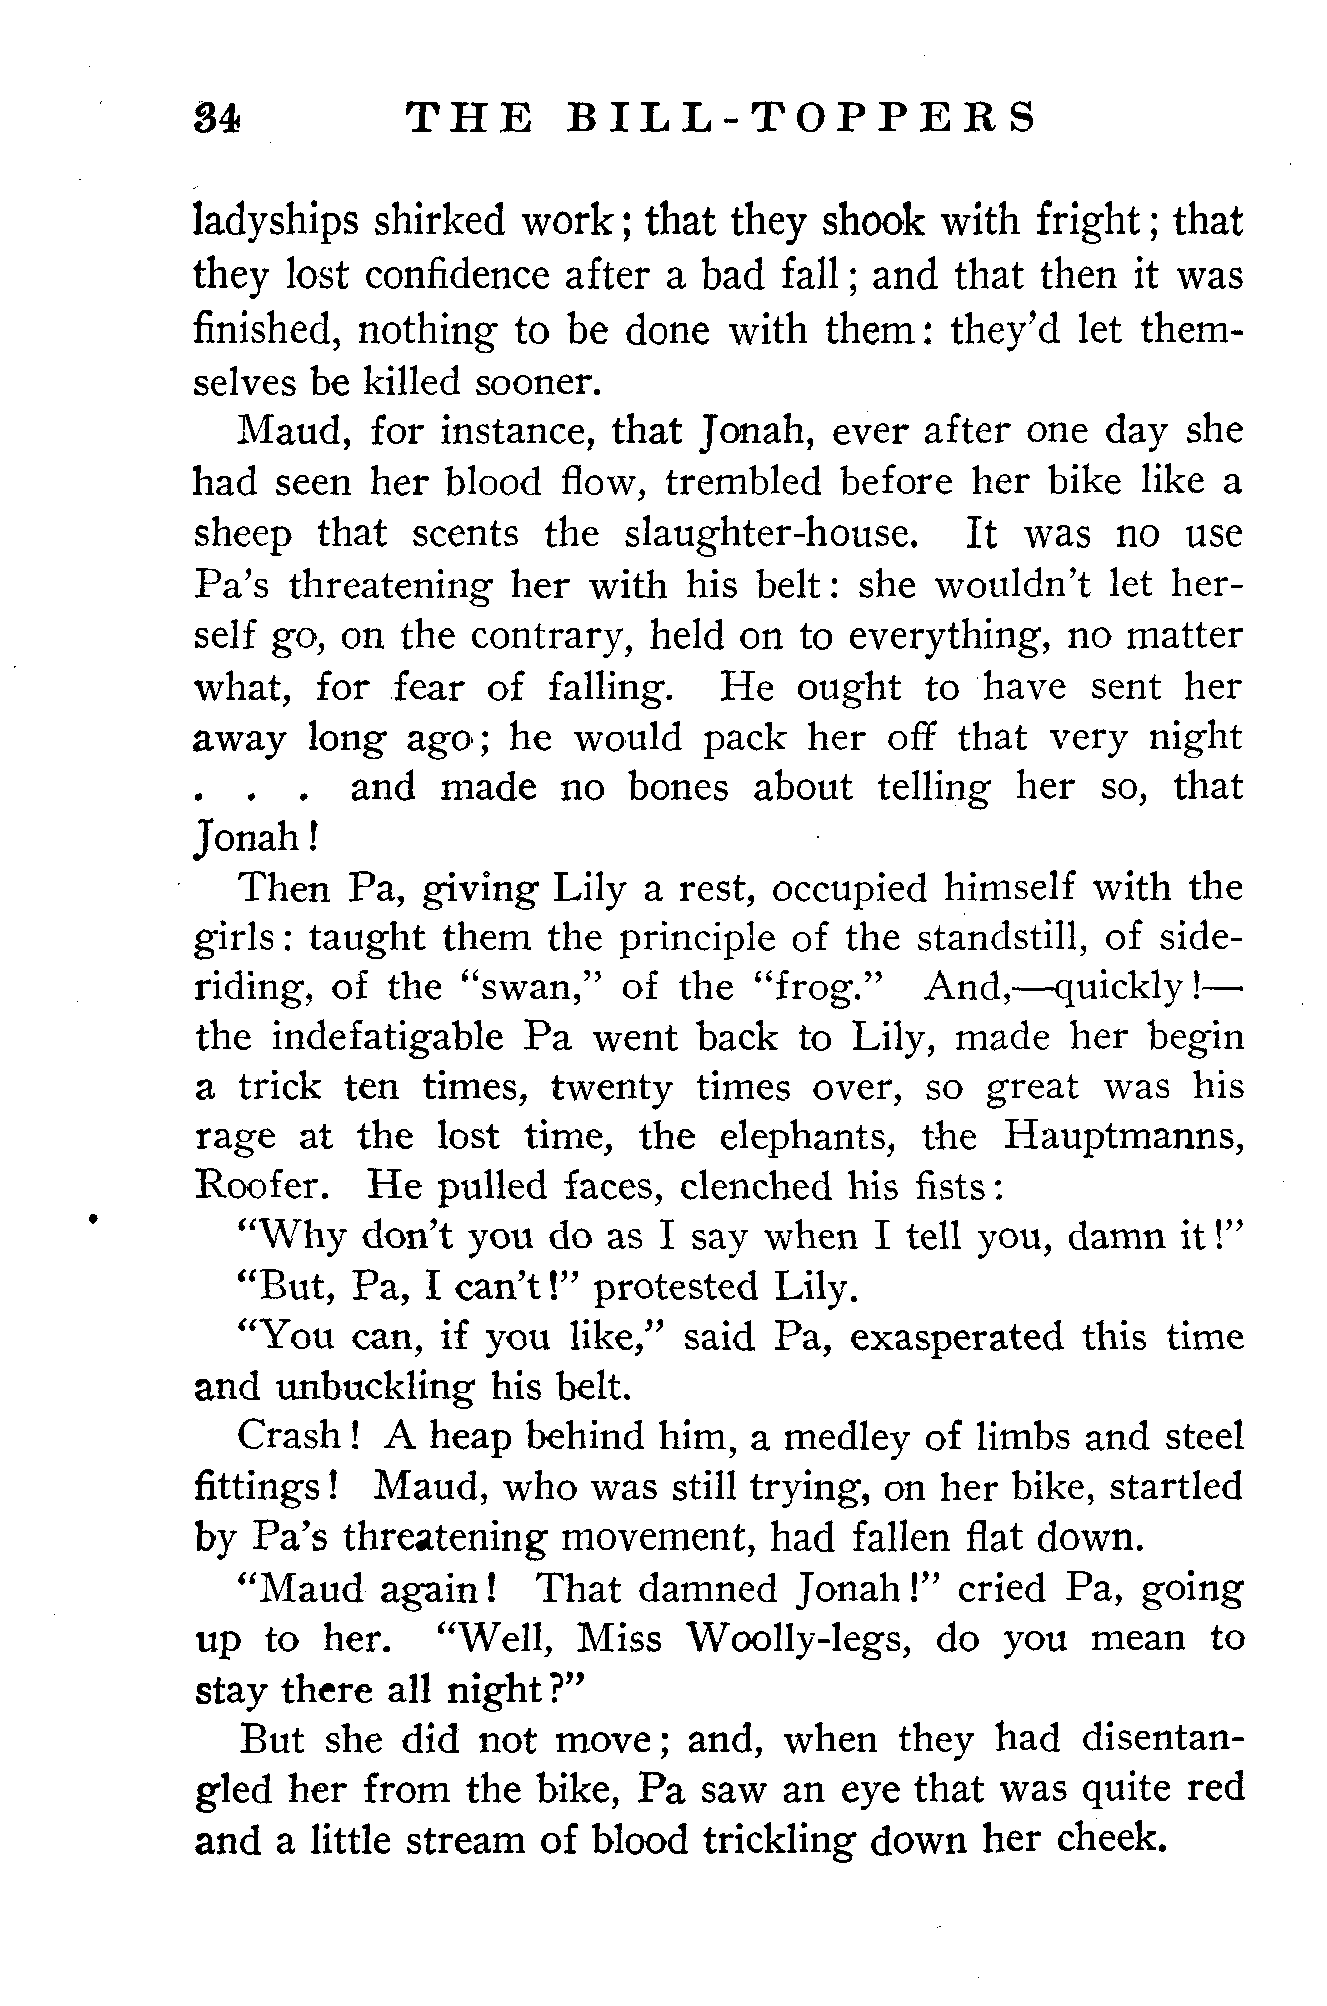 34 THE BILL-TOPPERS
ladyships shirked work; that they shook with fright; that
they lost confidence after a bad fall; and that then it was
finished, nothing to be done with them: they'd let them-
selves be killed sooner.
Maud, for instance, that Jonah, ever after one day she
had seen her blood flow, trembled before her bike like a
sheep that scents the slaughter-house. It was no use
Pa's threatening her with his belt: she wouldn't let her-
self go, on the contrary, held on to everything, no matter
what, for fear of falling. He ought to have sent her
away long ago; he would pack her off that very night
. . . and made no bones about telling her so, that
Jonah!
Then Pa, giving Lily a rest, occupied himself with the
girls: taught them the principle of the standstill, of side-
riding, of the "swan," of the "frog." And,—quickly!—
the indefatigable Pa went back to Lily, made her begin
a trick ten times, twenty times over, so great was his
rage at the lost time, the elephants, the Hauptmanns,
Roofer. He pulled faces, clenched his fists:
"Why don't you do as I say when I tell you, damn it!"
"But, Pa, I can't!" protested Lily.
"You can, if you like," said Pa, exasperated this time
and unbuckling his belt.
Crash! A heap behind him, a medley of limbs and steel
fittings! Maud, who was still trying, on her bike, startled
by Pa's threatening movement, had fallen flat down.
"Maud again! That damned Jonah!" cried Pa, going
up to her. "Well, Miss Woolly-legs, do you mean to
stay there all night?"
But she did not move; and, when they had disentan-
gled her from the bike, Pa saw an eye that was quite red
and a little stream of blood trickling down her cheek.